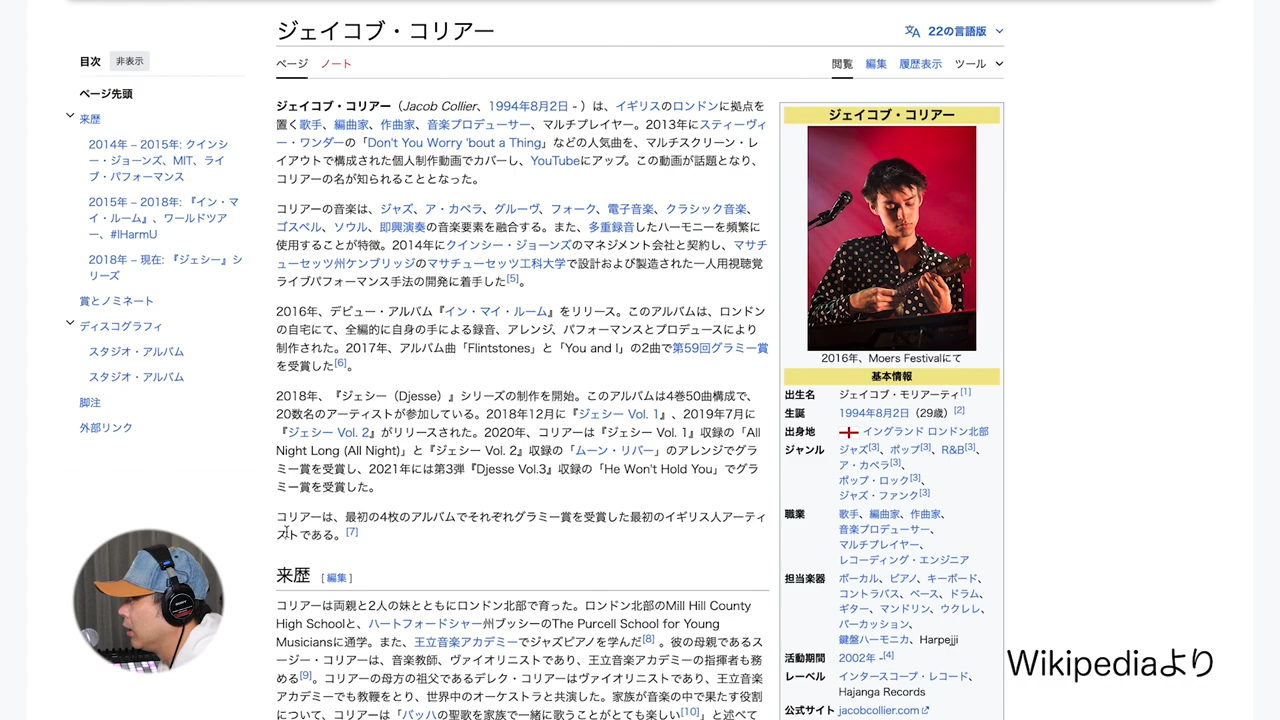 ジェイコブ・コリアー
22の言語版
目次 非表示
ページ先頭
来歴
2014年 – 2015年: クインシ
ー・ジョーンズ、MIT、ライ
ブ・パフォーマンス
2015年 – 2018年: 『イン・マ
イ・ルーム』、ワールドツア
ー、#IHarmU
2018年 – 現在: 『ジェシー』シ
リーズ
賞とノミネート
ディスコグラフィ
スタジオ・アルバム
スタジオ・アルバム
脚注
外部リンク
ページ ノート
閲覧 編集 履歴表示 ツール
ジェイコブ・コリアー（Jacob Collier、1994年8月2日 - ）は、イギリスのロンドンに拠点を
置く歌手、編曲家、作曲家、音楽プロデューサー、マルチプレイヤー。2013年にスティーヴィ
ー・ワンダーの「Don't You Worry 'bout a Thing」などの人気曲を、マルチスクリーン・レ
イアウトで構成された個人制作動画でカバーし、YouTubeにアップ。この動画が話題となり、
コリアーの名が知られることとなった。
コリアーの音楽は、ジャズ、ア・カペラ、グルーヴ、フォーク、電子音楽、クラシック音楽、
ゴスペル、ソウル、即興演奏の音楽要素を融合する。また、多重録音したハーモニーを頻繁に
使用することが特徴。2014年にクインシー・ジョーンズのマネジメント会社と契約し、マサチ
ューセッツ州ケンブリッジのマサチューセッツ工科大学で設計および製造された一人用視聴覚
ライブパフォーマンス手法の開発に着手した[5]。
2016年、デビュー・アルバム『イン・マイ・ルーム』をリリース。このアルバムは、ロンドン
の自宅にて、全編的に自身の手による録音、アレンジ、パフォーマンスとプロデュースにより
制作された。2017年、アルバム曲「Flintstones」と「You and I」の2曲で第59回グラミー賞
を受賞した[6]。
2018年、『ジェシー（Djesse）』シリーズの制作を開始。このアルバムは4巻50曲構成で、
20数名のアーティストが参加している。2018年12月に『ジェシー Vol. 1』、2019年7月に
『ジェシー Vol. 2』がリリースされた。2020年、コリアーは『ジェシー Vol. 1』収録の「All
Night Long (All Night)」と『ジェシー Vol. 2』収録の「ムーン・リバー」のアレンジでグラ
ミー賞を受賞し、2021年には第3弾『Djesse Vol.3』収録の「He Won't Hold You」でグラ
ミー賞を受賞した。
コリアーは、最初の4枚のアルバムでそれぞれグラミー賞を受賞した最初のイギリス人アーティ
ストである。[7]
来歴 [編集]
コリアーは両親と2人の妹とともにロンドン北部で育った。ロンドン北部のMill Hill County
High Schoolと、ハートフォードシャー州ブッシーのThe Purcell School for Young
Musiciansに通学。また、王立音楽アカデミーでジャズピアノを学んだ[8] 。彼の母親であるス
ージー・コリアーは、音楽教師、ヴァイオリニストであり、王立音楽アカデミーの指揮者も務
める[9]。コリアーの母方の祖父であるデレク・コリアーはヴァイオリニストであり、王立音楽
アカデミーでも教鞭をとり、世界中のオーケストラと共演した。家族が音楽の中で果たす役割
について、コリアーは「バッハの聖歌を家族で一緒に歌うことがとても楽しい[10]」と述べて
ジェイコブ・コリアー
2016年、Moers Festivalにて
基本情報
出生名 ジェイコブ・モリアーティ[1]
生誕 1994年8月2日（29歳）[2]
出身地 イングランド ロンドン北部
ジャンル ジャズ[3]、ポップ[3]、R&B[3]、
ア・カペラ[3]、
ポップ・ロック[3]、
ジャズ・ファンク[3]
職業 歌手、編曲家、作曲家、
音楽プロデューサー、
マルチプレイヤー、
レコーディング・エンジニア
担当楽器 ボーカル、ピアノ、キーボード、
コントラバス、ベース、ドラム、
ギター、マンドリン、ウクレレ、
パーカッション、
鍵盤ハーモニカ、Harpejji
活動期間 2002年 -[4]
レーベル インタースコープ・レコード、
Hajanga Records
公式サイト jacobcollier.com
Wikipediaより